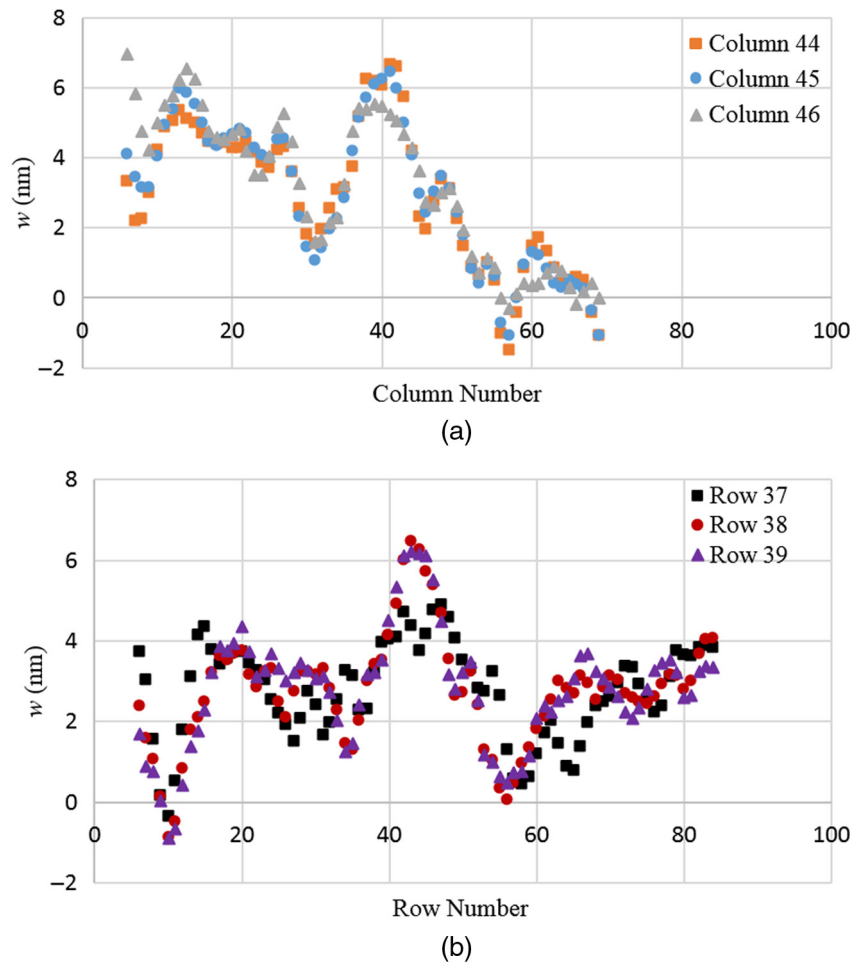 8
6
4
2
0
−2
w (nm)
0 20 40 60 80 100
Column Number
Column 44
Column 45
Column 46
(a)
8
6
4
2
0
−2
w (nm)
0 20 40 60 80 100
Row Number
Row 37
Row 38
Row 39
(b)